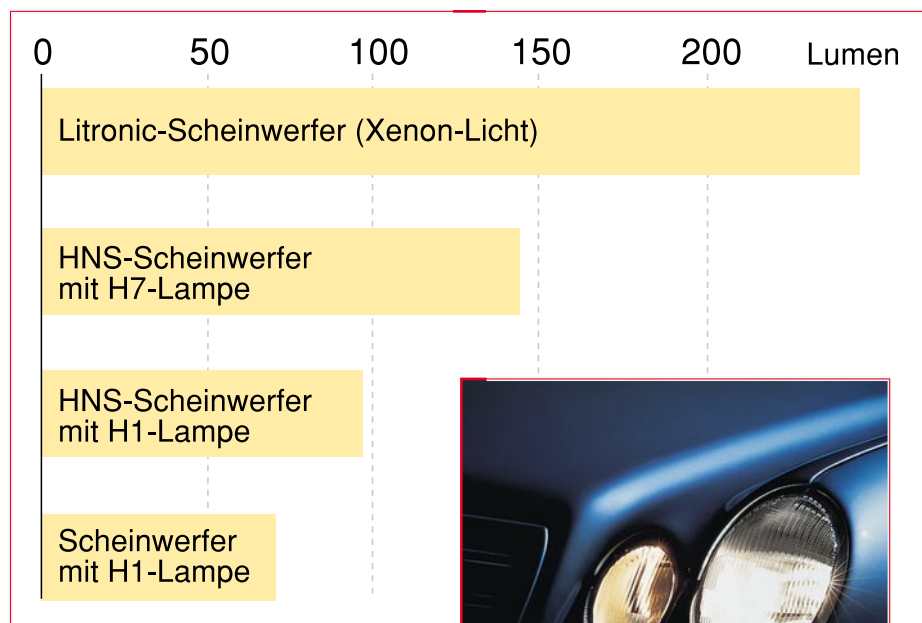 0 50 100 150 200 Lumen
Litronic-Scheinwerfer (Xenon-Licht)
HNS-Scheinwerfer
mit H7-Lampe
HNS-Scheinwerfer
mit H1-Lampe
Scheinwerfer
mit H1-Lampe